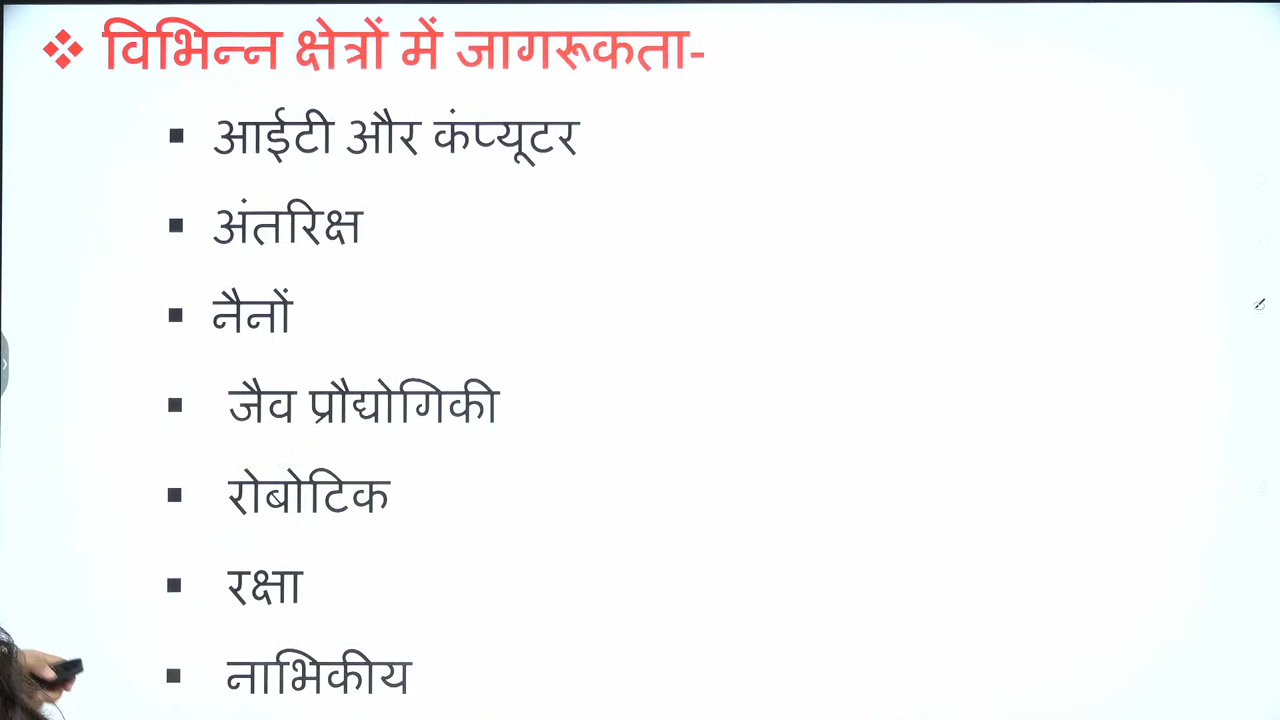 ❖ विभिन्न क्षेत्रों में जागरूकता-
▪ आईटी और कंप्यूटर
▪ अंतरिक्ष
▪ नैनों
▪ जैव प्रौद्योगिकी
▪ रोबोटिक
▪ रक्षा
▪ नाभिकीय